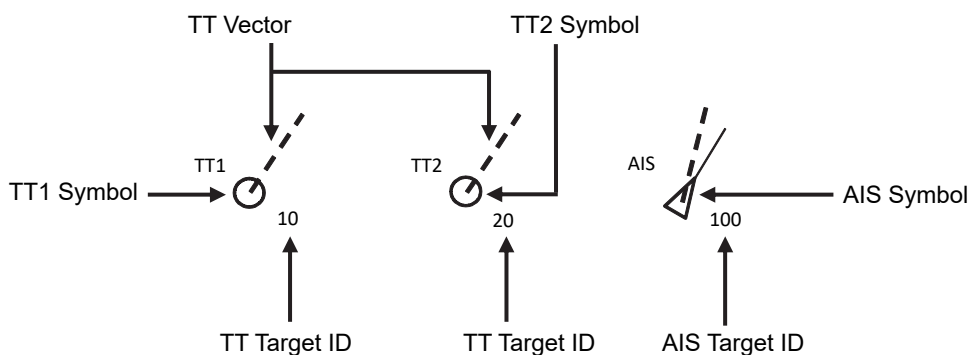 TT Vector
TT2 Symbol
TT1
TT2
AIS
TT1 Symbol
AIS Symbol
10
20
100
TT Target ID
TT Target ID
AIS Target ID